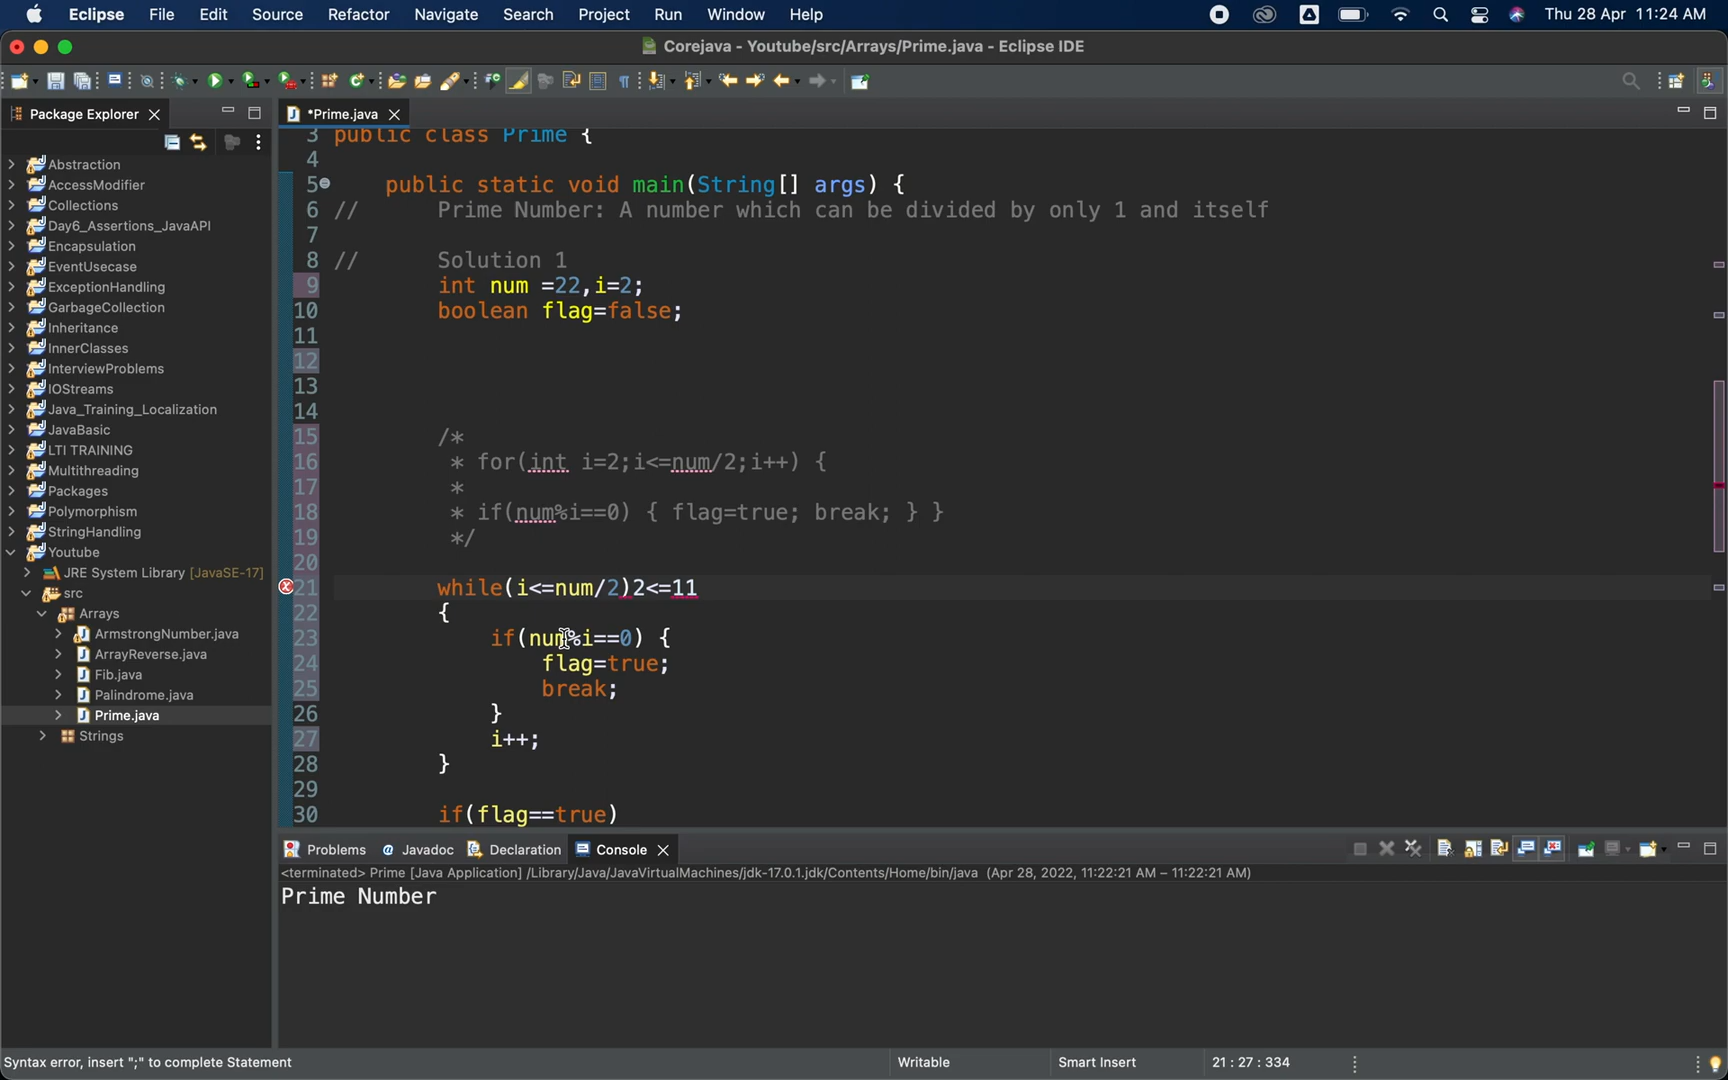 Eclipse File Edit Source Refactor Navigate Search Project Run Window Help Thu 28 Apr 11:24 AM
Corejava - Youtube/src/Arrays/Prime.java - Eclipse IDE
Package Explorer
*Prime.java
Abstraction
AccessModifier
Collections
Day6_Assertions_JavaAPI
Encapsulation
EventUsecase
ExceptionHandling
GarbageCollection
Inheritance
InnerClasses
InterviewProblems
IOStreams
Java_Training_Localization
JavaBasic
LTI TRAINING
Multithreading
Packages
Polymorphism
StringHandling
Youtube
JRE System Library [JavaSE-17]
src
Arrays
ArmstrongNumber.java
ArrayReverse.java
Fib.java
Palindrome.java
Prime.java
Strings
3 public class Prime {
4
5 public static void main(String[] args) {
6 // Prime Number: A number which can be divided by only 1 and itself
7
8 // Solution 1
9 int num =22,i=2;
10 boolean flag=false;
11
12
13
14
15 /*
16 * for(int i=2;i<=num/2;i++) {
17 *
18 * if(num%i==0) { flag=true; break; } }
19 */
20
21 while(i<=num/2)2<=11
22 {
23 if(num%i==0) {
24 flag=true;
25 break;
26 }
27 i++;
28 }
29
30 if(flag==true)
Problems Javadoc Declaration Console
<terminated> Prime [Java Application] /Library/Java/JavaVirtualMachines/jdk-17.0.1.jdk/Contents/Home/bin/java (Apr 28, 2022, 11:22:21 AM – 11:22:21 AM)
Prime Number
Syntax error, insert ";" to complete Statement Writable Smart Insert 21 : 27 : 334